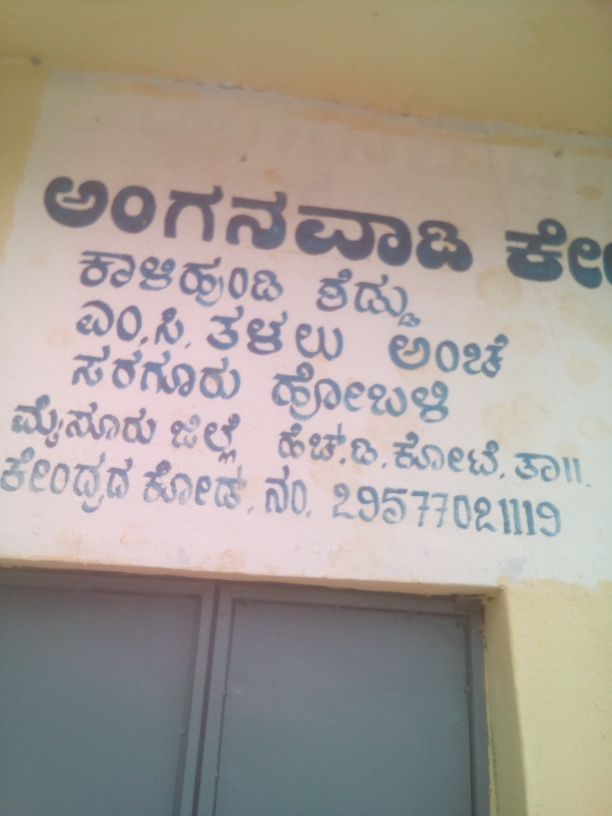 ಅಂಗನವಾಡಿ
ಕಾಳಿಹುಂಡಿ ಶೆಡ್ಡು
ಎಂ.ಸಿ. ತಳಲು ಅಂಚೆ
ಸರಗೂರು ಹೋಬಳಿ
ಮೈಸೂರು ಜಿಲ್ಲೆ ಹೆಚ್.ಡಿ.ಕೋಟೆ. ತಾ॥.
ಕೇಂದ್ರದ ಕೋಡ್. ನಂ. 29577021119